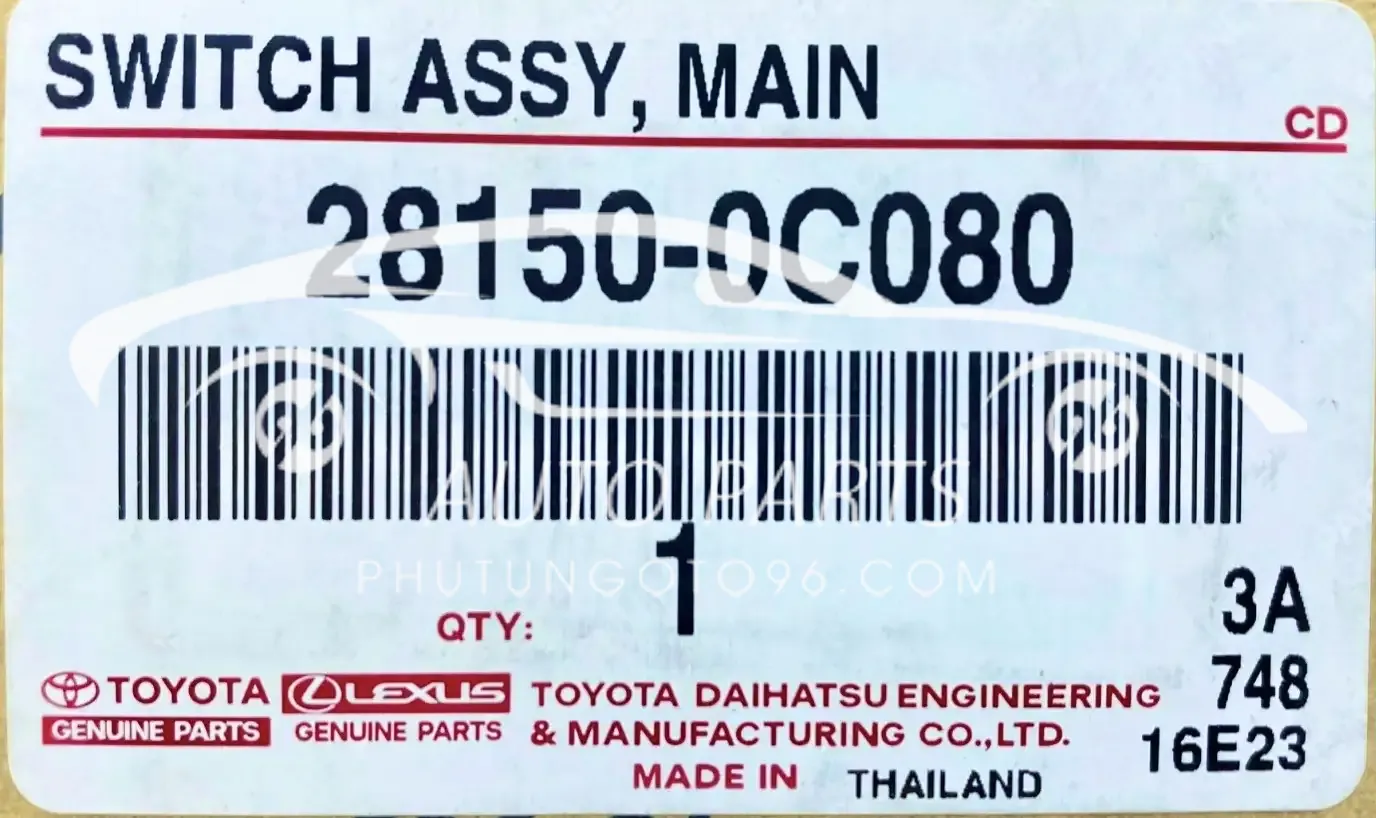 SWITCH ASSY, MAIN
CD
28150-0C080
AUTO PARTS
PHUTUNGOTO96.COM
QTY: 1
3A
748
16E23
TOYOTA
GENUINE PARTS
LEXUS
GENUINE PARTS
TOYOTA DAIHATSU ENGINEERING
& MANUFACTURING CO.,LTD.
MADE IN THAILAND